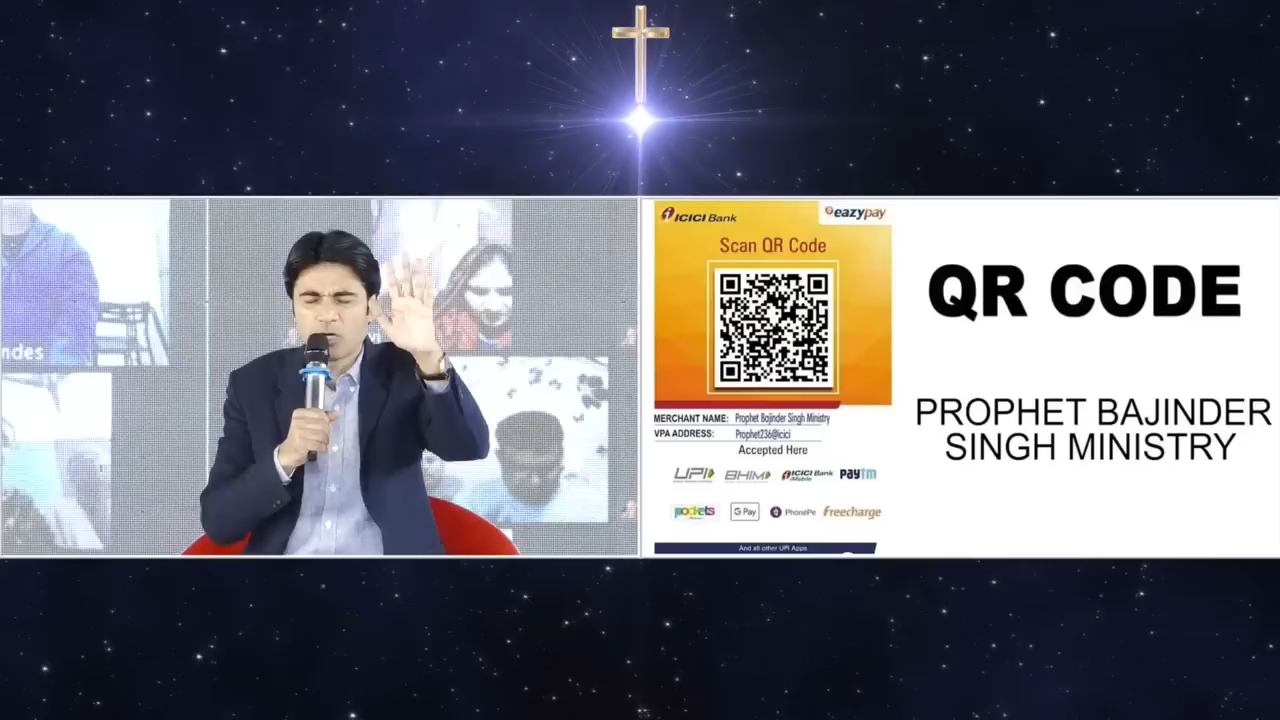 ndes
ICICI Bank
eazypay
Scan QR Code
MERCHANT NAME: Prophet Bajinder Singh Ministry
VPA ADDRESS: Prophet236@icici
Accepted Here
UPI BHIM ICICI Bank iMobile paytm
pockets G Pay PhonePe freecharge
And all other UPI Apps
QR CODE
PROPHET BAJINDER
SINGH MINISTRY